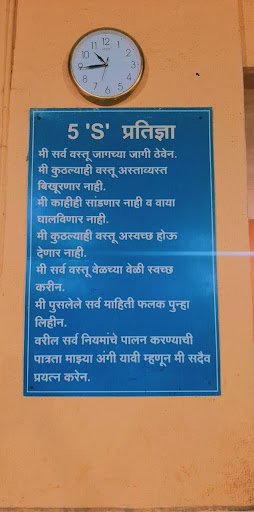 5 'S' प्रतिज्ञा
मी सर्व वस्तू जागच्या जागी ठेवेन.
मी कुठल्याही वस्तू अस्ताव्यस्त
बिखूरणार नाही.
मी काहीही सांडणार नाही व वाया
घालविणार नाही.
मी कुठल्याही वस्तू अस्वच्छ होऊ
देणार नाही.
मी सर्व वस्तू वेळच्या वेळी स्वच्छ
करीन.
मी पुसलेले सर्व माहिती फलक पुन्हा
लिहीन.
वरील सर्व नियमांचे पालन करण्याची
पात्रता माझ्या अंगी यावी म्हणून मी सदैव
प्रयत्न करेन.